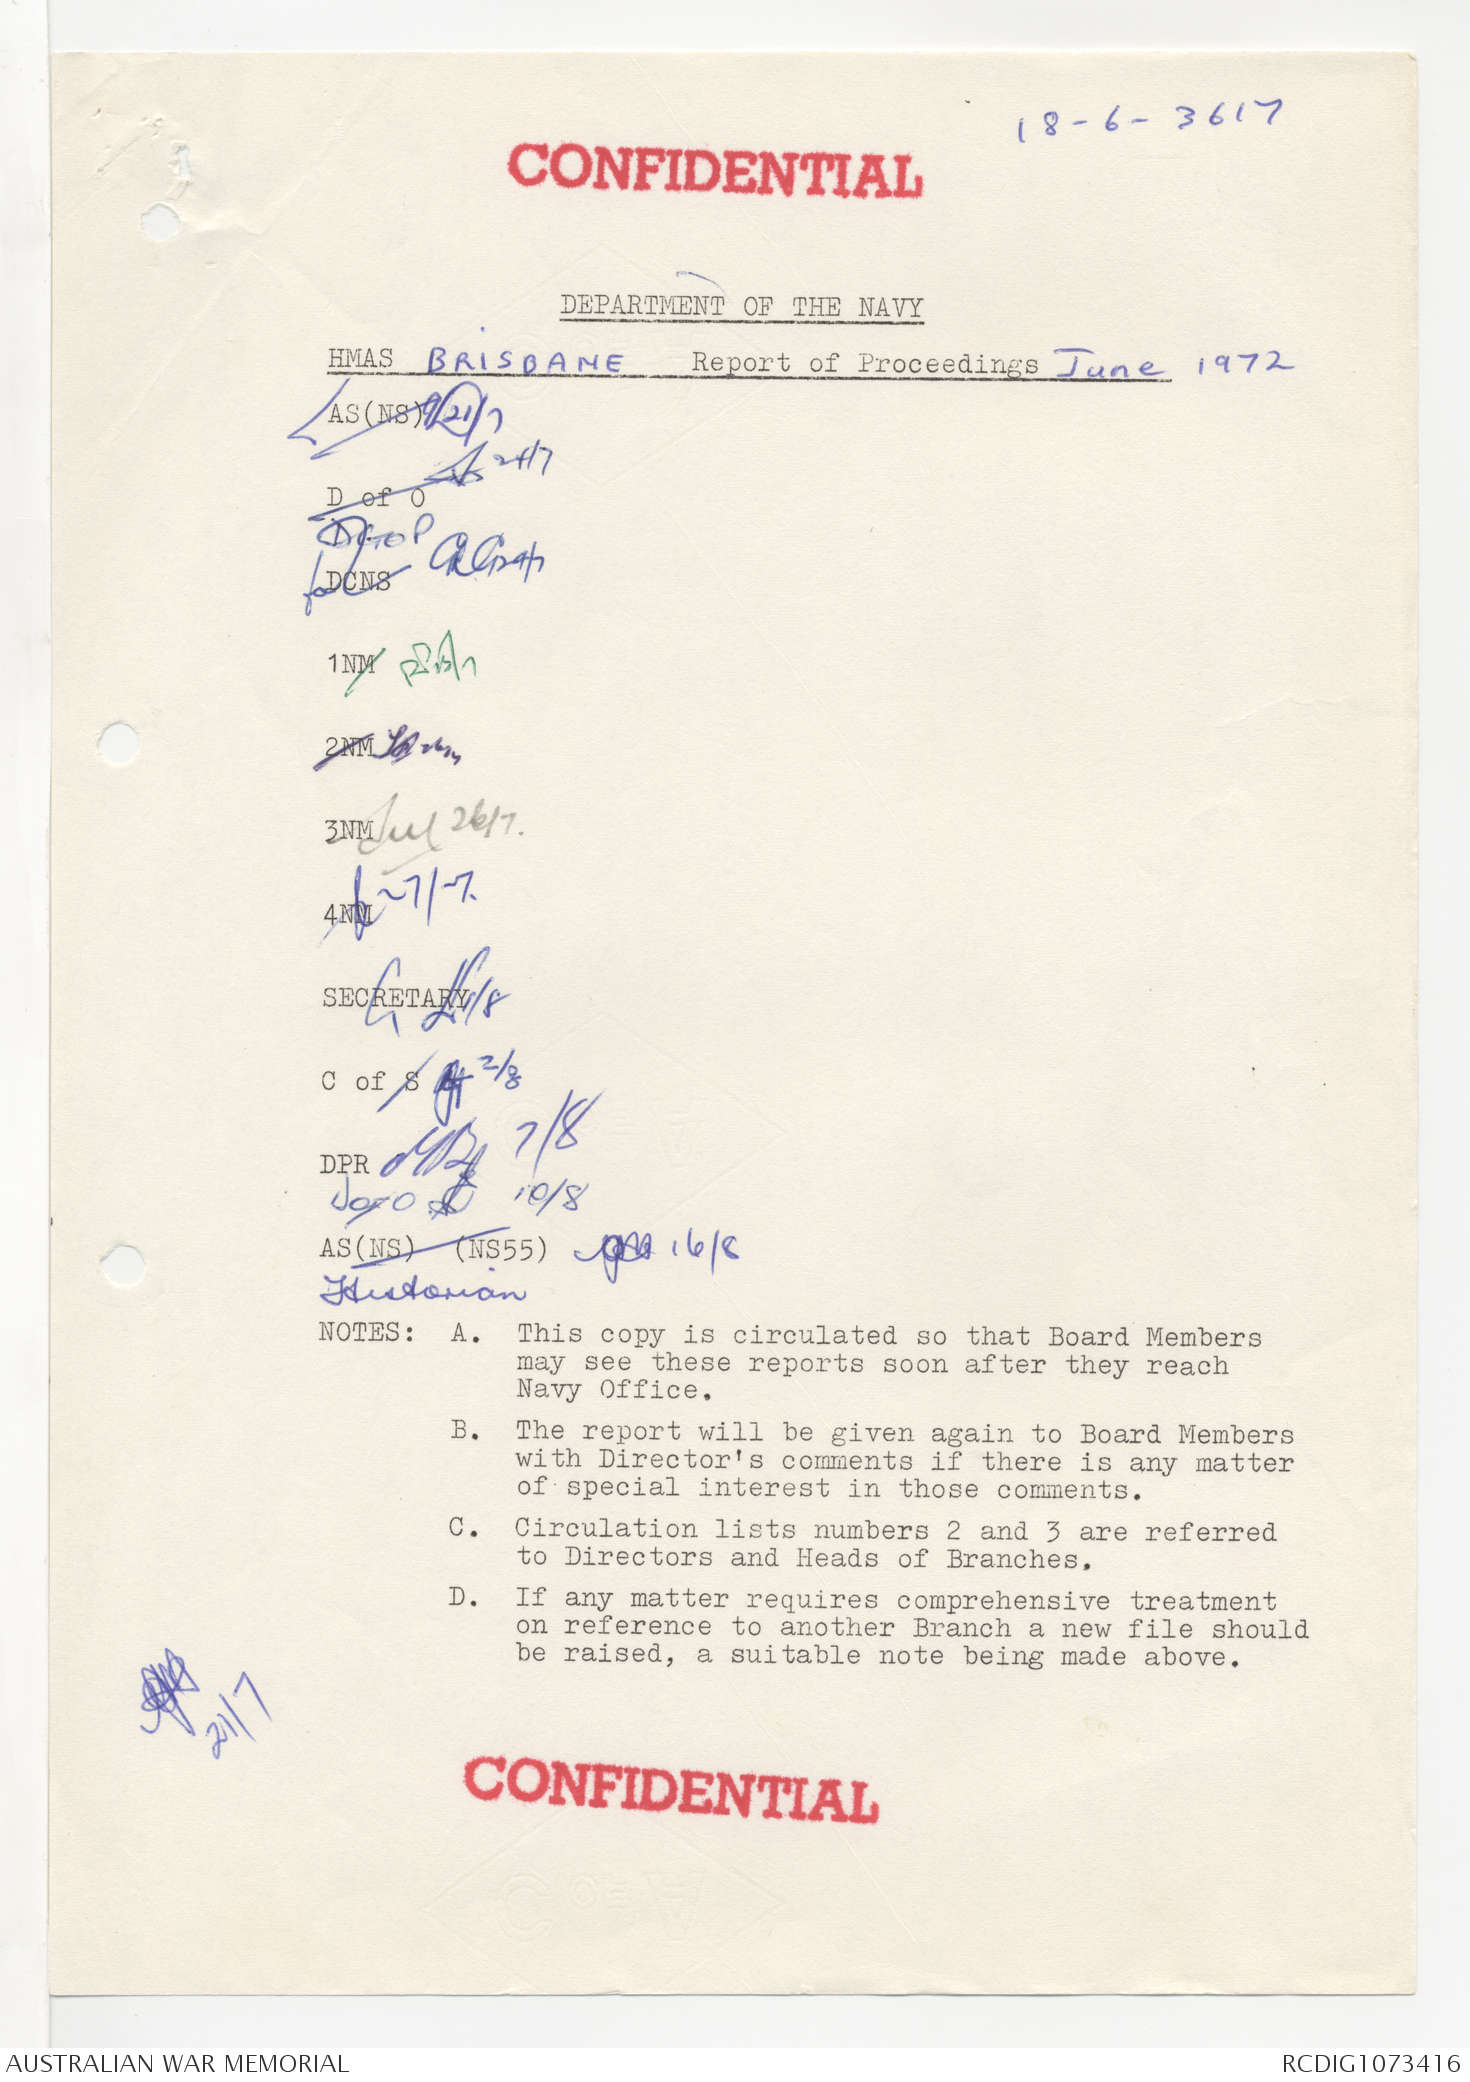 18-6-3617
CONFIDENTIAL
DEPARTMENT OF THE NAVY
HMAS BRISBANE Report of Proceedings June 1972
AS(NS) 21/7
D of O 24/7
DCNS
1NM
2NM
3NM 26/7.
4NM
SECRETARY
C of S 2/8
DPR 7/8
10/8
AS(NS) (NS55) 16/8
Historian
NOTES: A. This copy is circulated so that Board Members
may see these reports soon after they reach
Navy Office.
B. The report will be given again to Board Members
with Director's comments if there is any matter
of special interest in those comments.
C. Circulation lists numbers 2 and 3 are referred
to Directors and Heads of Branches.
D. If any matter requires comprehensive treatment
on reference to another Branch a new file should
be raised, a suitable note being made above.
21/7
CONFIDENTIAL
C OF A
AUSTRALIAN WAR MEMORIAL
RCDIG1073416